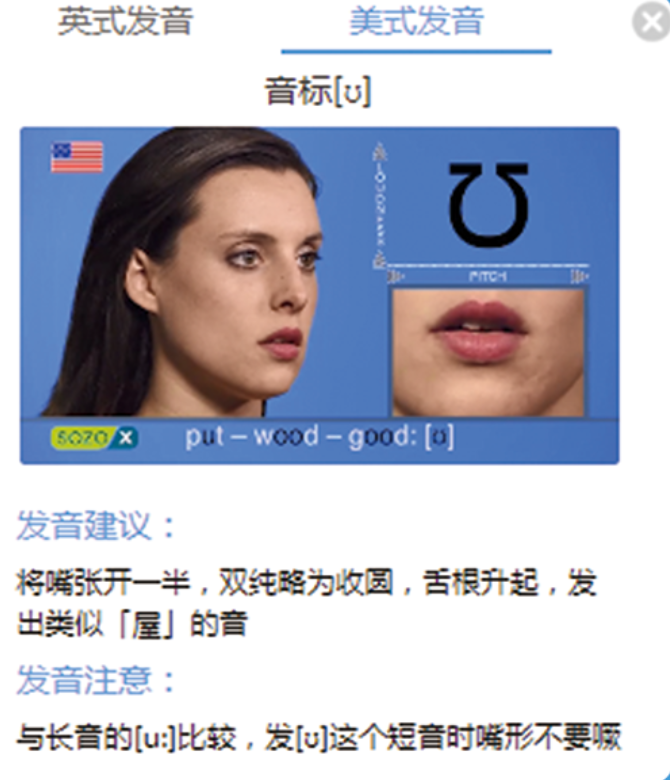 英式发音 美式发音
音标[ʊ]
ʊ
PITCH
SOZO X put – wood – good: [ʊ]
发音建议：
将嘴张开一半，双纯略为收圆，舌根升起，发
出类似「屋」的音
发音注意：
与长音的[u:]比较，发[ʊ]这个短音时嘴形不要噘